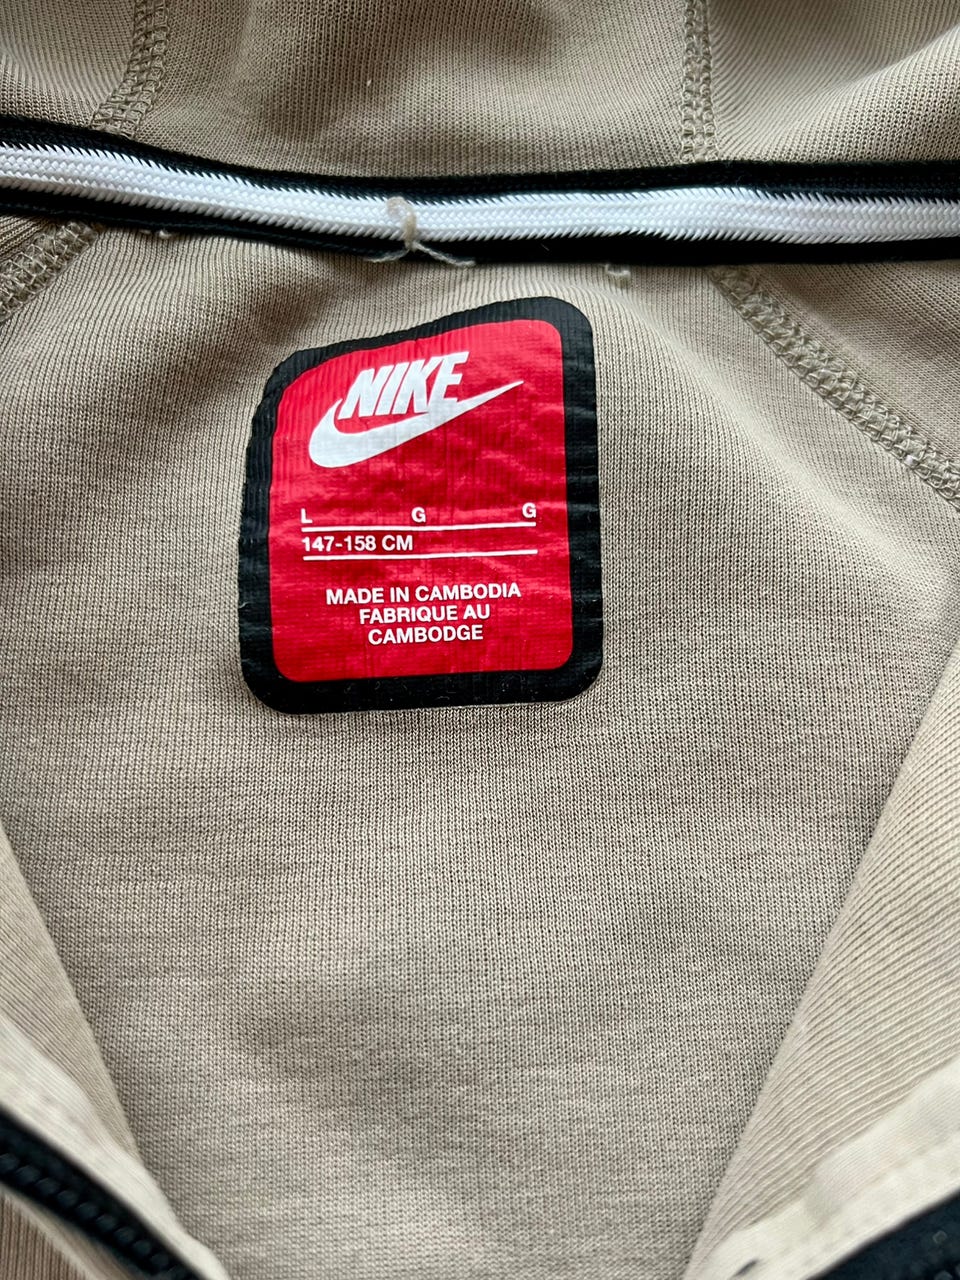 NIKE
L G G
147-158 CM
MADE IN CAMBODIA
FABRIQUE AU
CAMBODGE